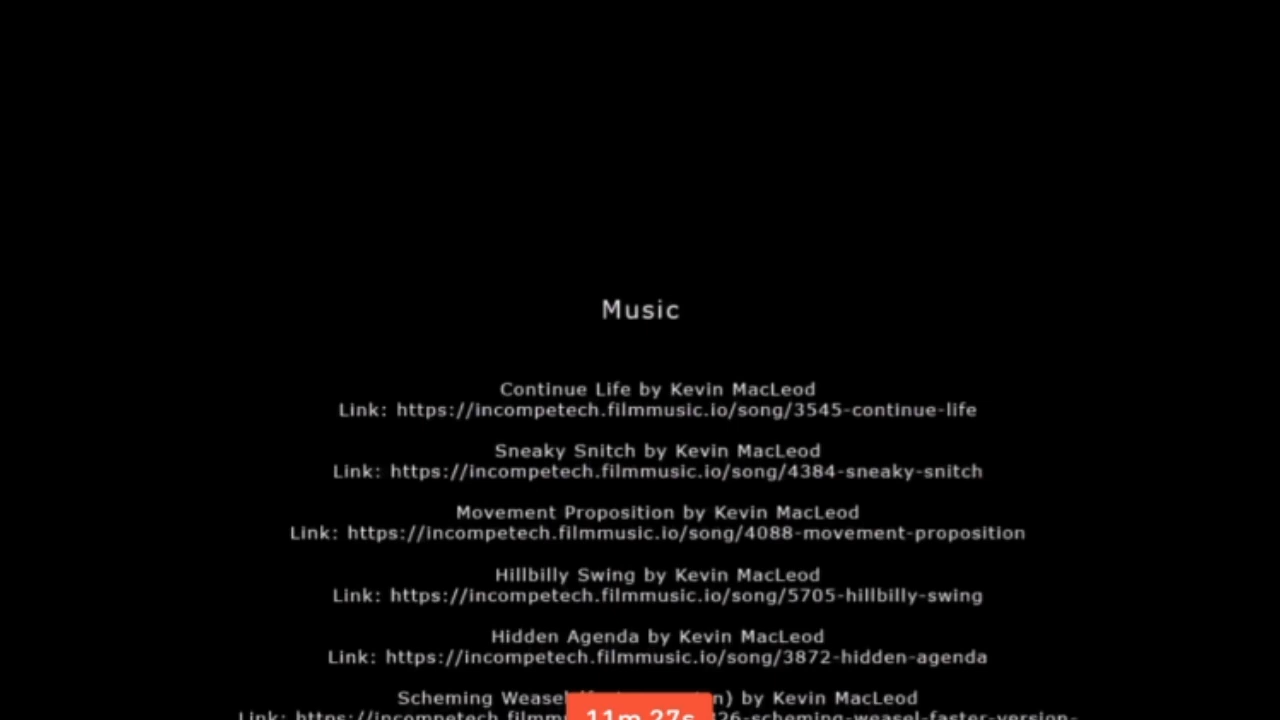 Music
Continue Life by Kevin MacLeod
Link: https://incompetech.filmmusic.io/song/3545-continue-life
Sneaky Snitch by Kevin MacLeod
Link: https://incompetech.filmmusic.io/song/4384-sneaky-snitch
Movement Proposition by Kevin MacLeod
Link: https://incompetech.filmmusic.io/song/4088-movement-proposition
Hillbilly Swing by Kevin MacLeod
Link: https://incompetech.filmmusic.io/song/5705-hillbilly-swing
Hidden Agenda by Kevin MacLeod
Link: https://incompetech.filmmusic.io/song/3872-hidden-agenda
Scheming by Kevin MacLeod
Link: 11m 27s